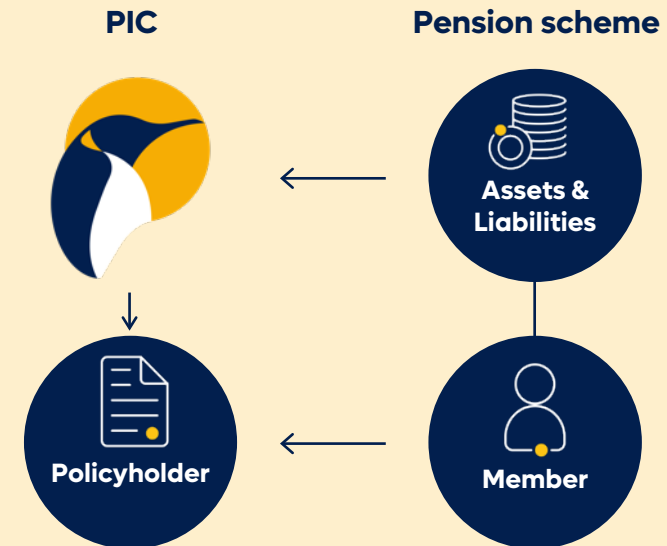 PIC
Pension scheme
Assets &
Liabilities
Policyholder
Member